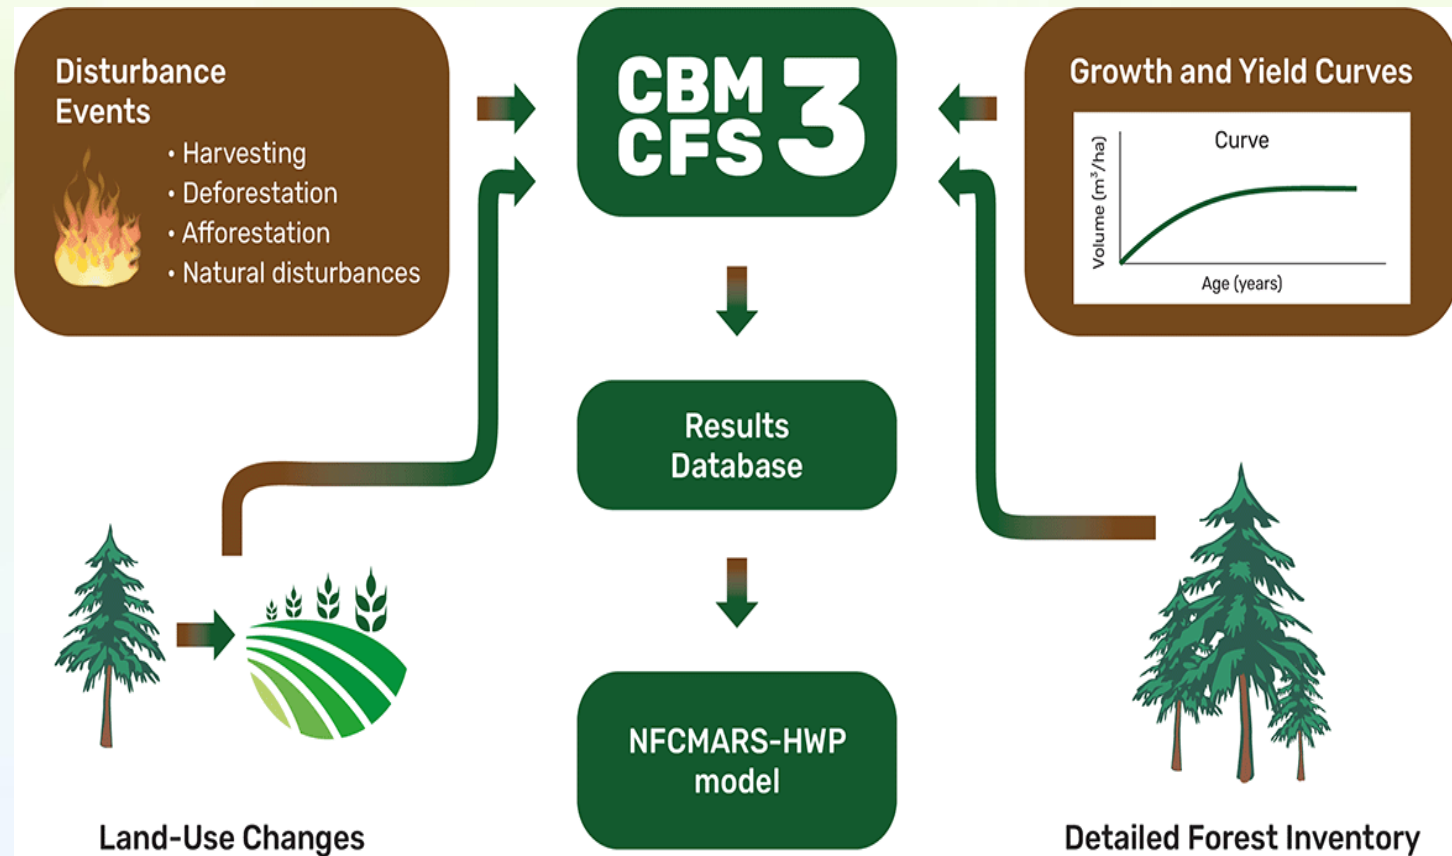 Disturbance
Events
• Harvesting
• Deforestation
• Afforestation
• Natural disturbances
CBM
CFS 3
Growth and Yield Curves
Curve
Volume (m³/ha)
Age (years)
Results
Database
NFCMARS-HWP
model
Land-Use Changes
Detailed Forest Inventory